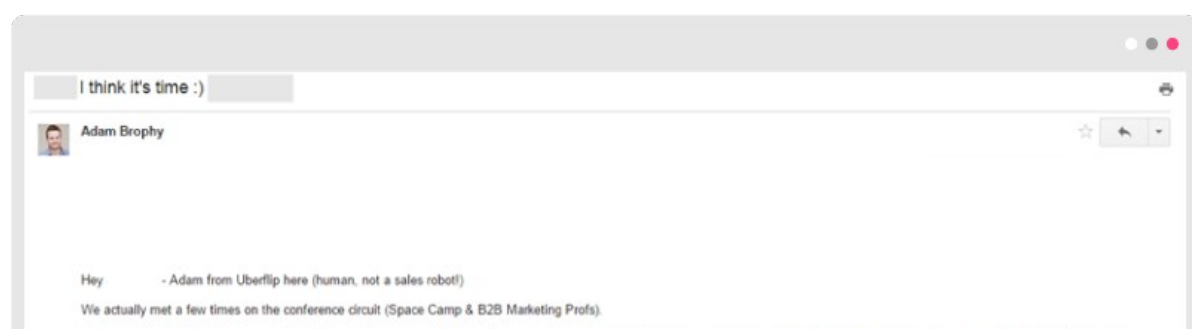 I think it's time :)
Adam Brophy
Hey - Adam from Uberflip here (human, not a sales robot!)
We actually met a few times on the conference circuit (Space Camp & B2B Marketing Profs).